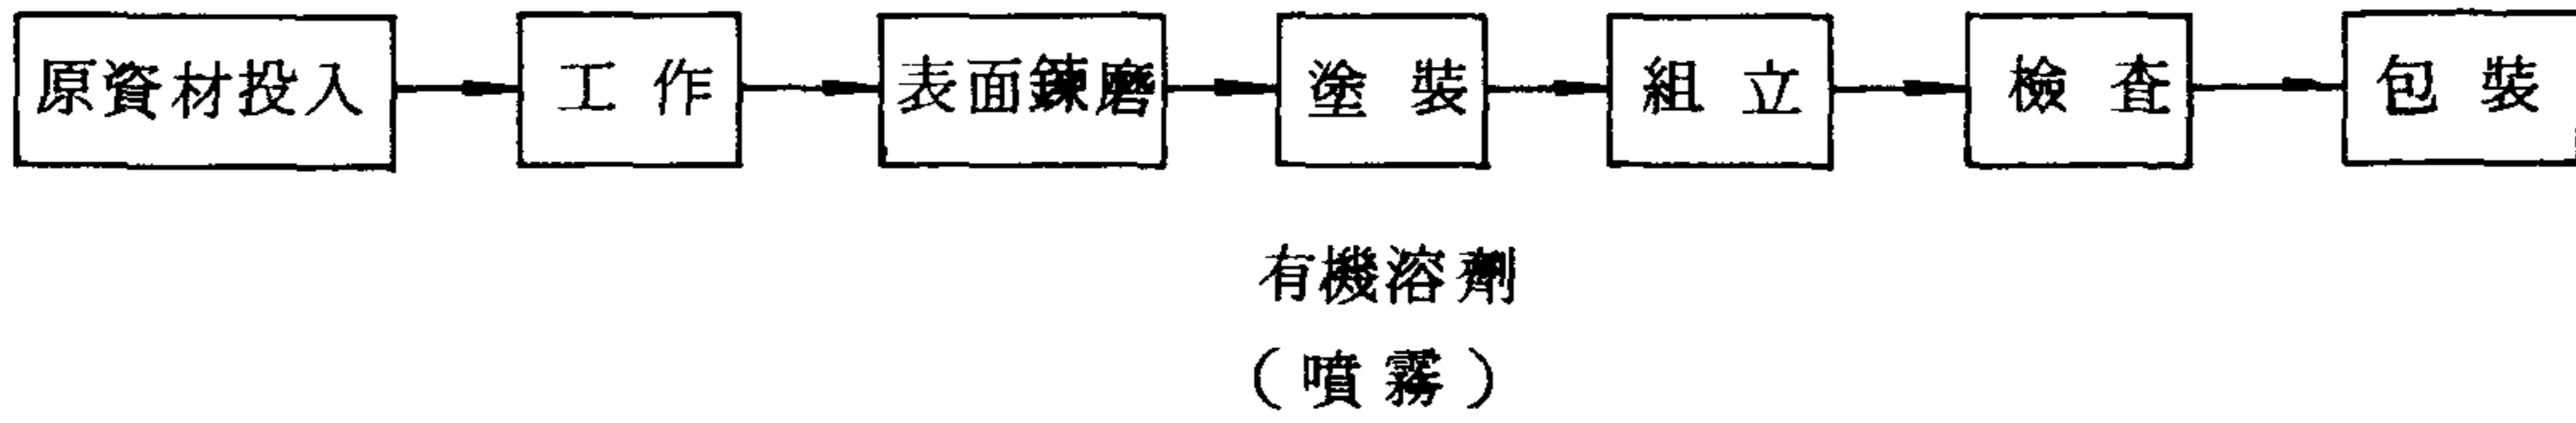 原資材投入 工作 表面鍊磨 塗裝 組立 檢査 包裝
有機溶劑
(噴霧)